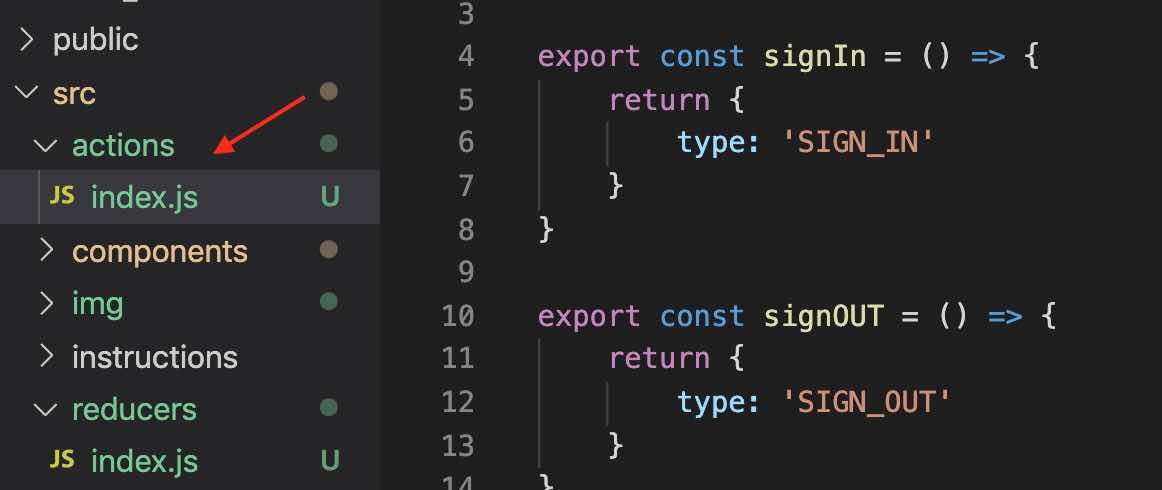 public
src
actions
JS index.js U
components
img
instructions
reducers
JS index.js U
3
4 export const signIn = () => {
5 return {
6 type: 'SIGN_IN'
7 }
8 }
9
10 export const signOUT = () => {
11 return {
12 type: 'SIGN_OUT'
13 }
14 }